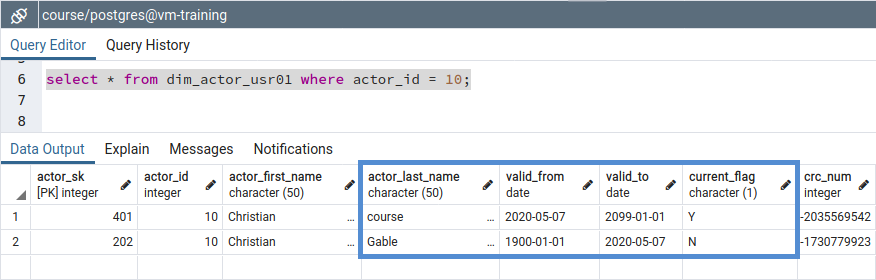 course/postgres@vm-training
Query Editor Query History
6 select * from dim_actor_usr01 where actor_id = 10;
7
8
Data Output Explain Messages Notifications
actor_sk actor_id actor_first_name actor_last_name valid_from valid_to current_flag crc_num
[PK] integer integer character (50) character (50) date date character (1) integer
1 401 10 Christian ... course ... 2020-05-07 2099-01-01 Y -2035569542
2 202 10 Christian ... Gable ... 1900-01-01 2020-05-07 N -1730779923